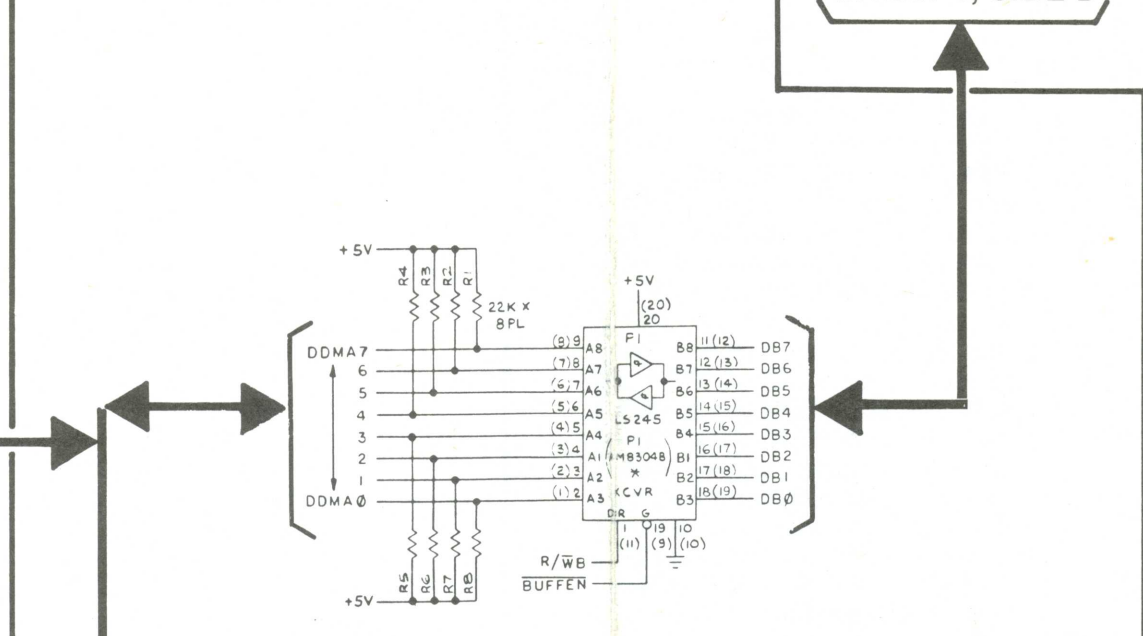 +5V
R4 R3 R2 R1
22K X
8PL
+5V
(20)
20
P1
DDMA7 (8) 9 A8 B8 11 (12) DB7
6 (7) 8 A7 B7 12 (13) DB6
5 (6) 7 A6 B6 13 (14) DB5
4 (5) 6 A5 B5 14 (15) DB4
LS245
3 (4) 5 A4 B4 15 (16) DB3
P1
2 (3) 4 A1 B1 16 (17) DB2
*
1 (2) 3 A2 B2 17 (18) DB1
DDMAØ (1) 2 A3 B3 18 (19) DBØ
XCVR
DIR G
1 19 10
(11) (9) (10)
R/W̅B
BUFFEN
R5 R6 R7 R8
+5V